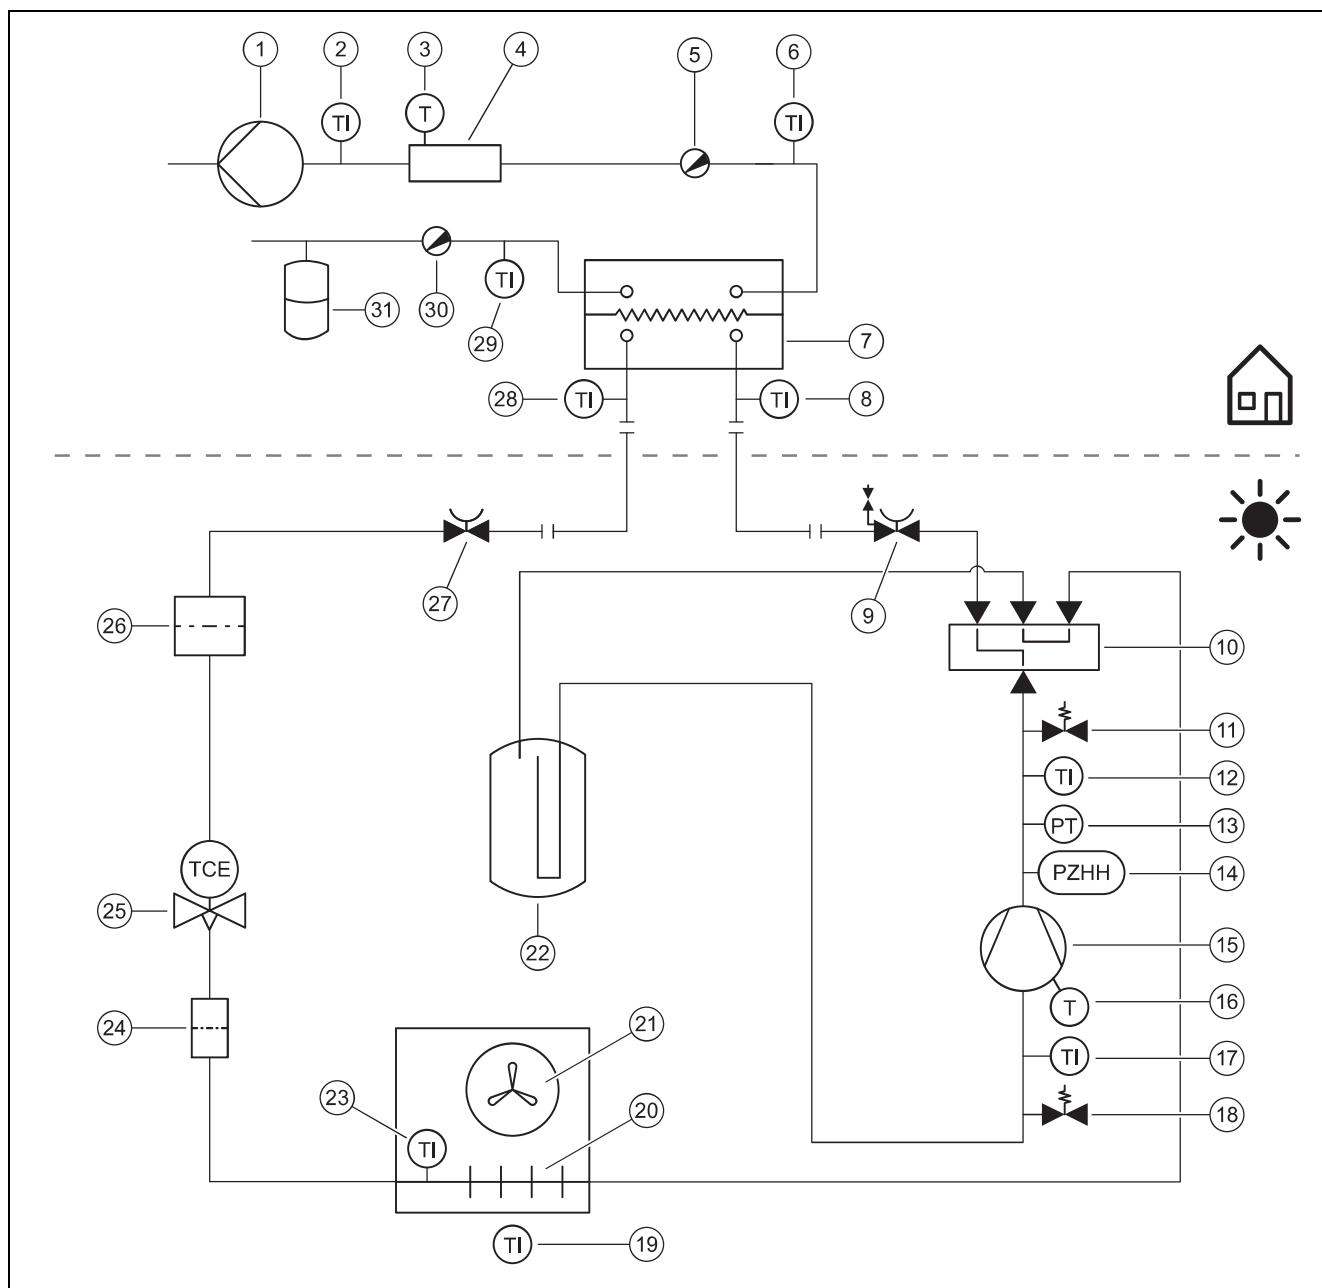 1 2 3 4 5 6
TI T TI
TI
31 30 29 7
28 TI TI 8
27 9
26 10
11
TI 12
PT 13
TCE PZHH 14
25 22 15
24 T 16
21 TI 17
23 20 18
TI
TI 19